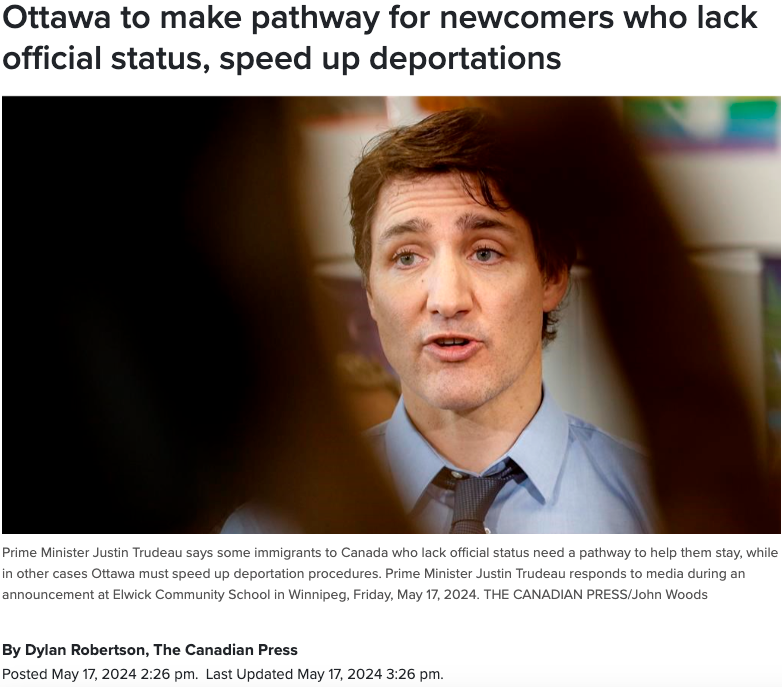 Ottawa to make pathway for newcomers who lack
official status, speed up deportations
Prime Minister Justin Trudeau says some immigrants to Canada who lack official status need a pathway to help them stay, while
in other cases Ottawa must speed up deportation procedures. Prime Minister Justin Trudeau responds to media during an
announcement at Elwick Community School in Winnipeg, Friday, May 17, 2024. THE CANADIAN PRESS/John Woods
By Dylan Robertson, The Canadian Press
Posted May 17, 2024 2:26 pm. Last Updated May 17, 2024 3:26 pm.